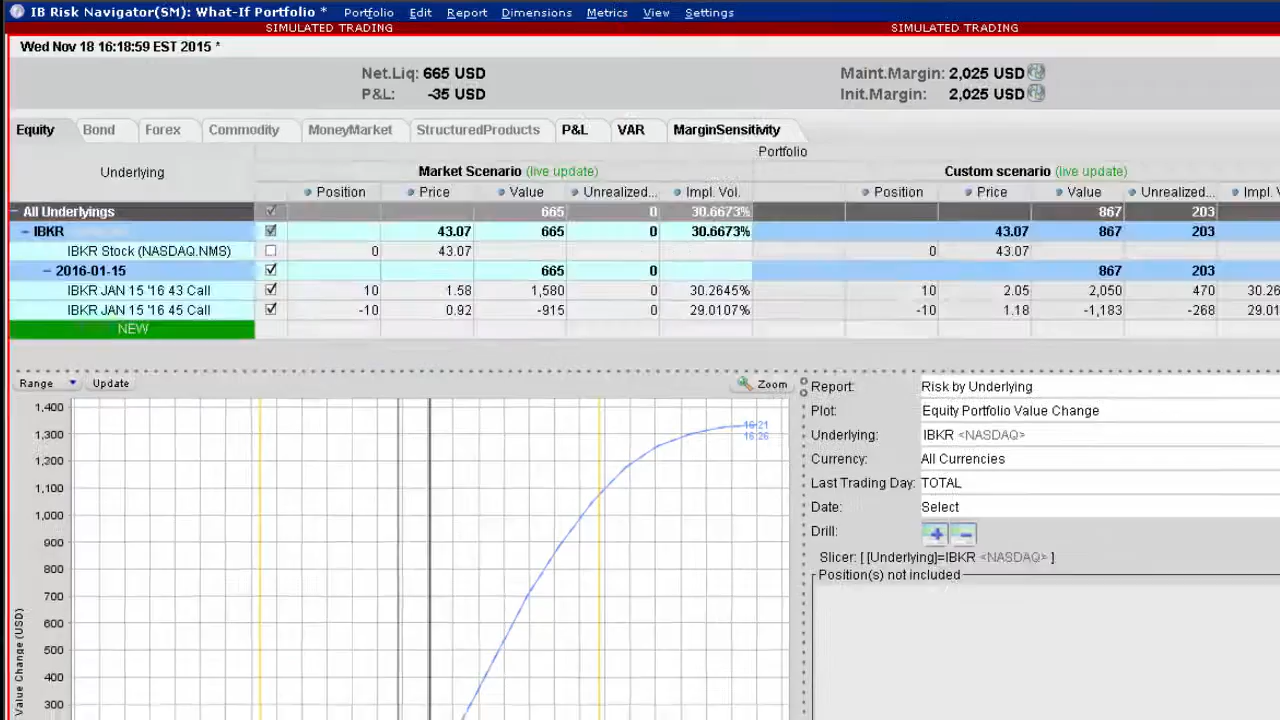 IB Risk Navigator(SM): What-If Portfolio * Portfolio Edit Report Dimensions Metrics View Settings
SIMULATED TRADING SIMULATED TRADING
Wed Nov 18 16:18:59 EST 2015 *
Net.Liq: 665 USD Maint.Margin: 2,025 USD
P&L: -35 USD Init.Margin: 2,025 USD
Equity Bond Forex Commodity MoneyMarket StructuredProducts P&L VAR MarginSensitivity
Portfolio
Underlying Market Scenario (live update) Custom scenario (live update)
Position Price Value Unrealized... Impl. Vol. Position Price Value Unrealized... Impl. V
− All Underlyings 665 0 30.6673% 867 203
− IBKR 43.07 665 0 30.6673% 43.07 867 203
IBKR Stock (NASDAQ.NMS) 0 43.07 0 43.07
− 2016-01-15 665 0 867 203
IBKR JAN 15 '16 43 Call 10 1.58 1,580 0 30.2645% 10 2.05 2,050 470 30.26
IBKR JAN 15 '16 45 Call -10 0.92 -915 0 29.0107% -10 1.18 -1,183 -268 29.01
NEW
Range Update Zoom
1,400
1,300
1,200
1,100
1,000
900
800
700
600
500
400
300
Value Change (USD)
16:21
16:26
Report: Risk by Underlying
Plot: Equity Portfolio Value Change
Underlying: IBKR <NASDAQ>
Currency: All Currencies
Last Trading Day: TOTAL
Date: Select
Drill: + −
Slicer: [ [Underlying]=IBKR <NASDAQ> ]
Position(s) not included